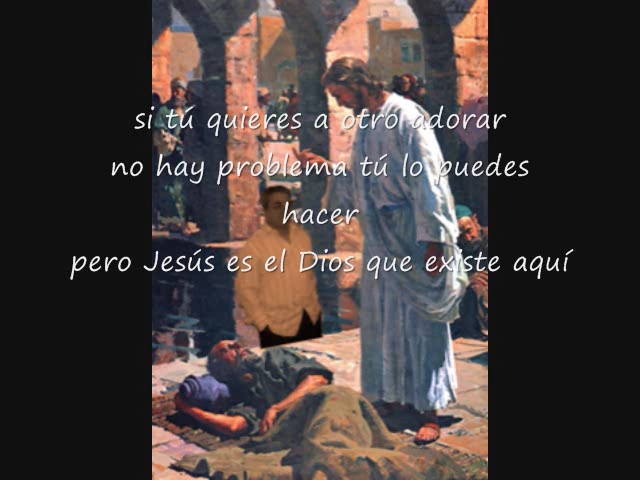 si tú quieres a otro adorar
no hay problema tú lo puedes
hacer
pero Jesús es el Dios que existe aquí